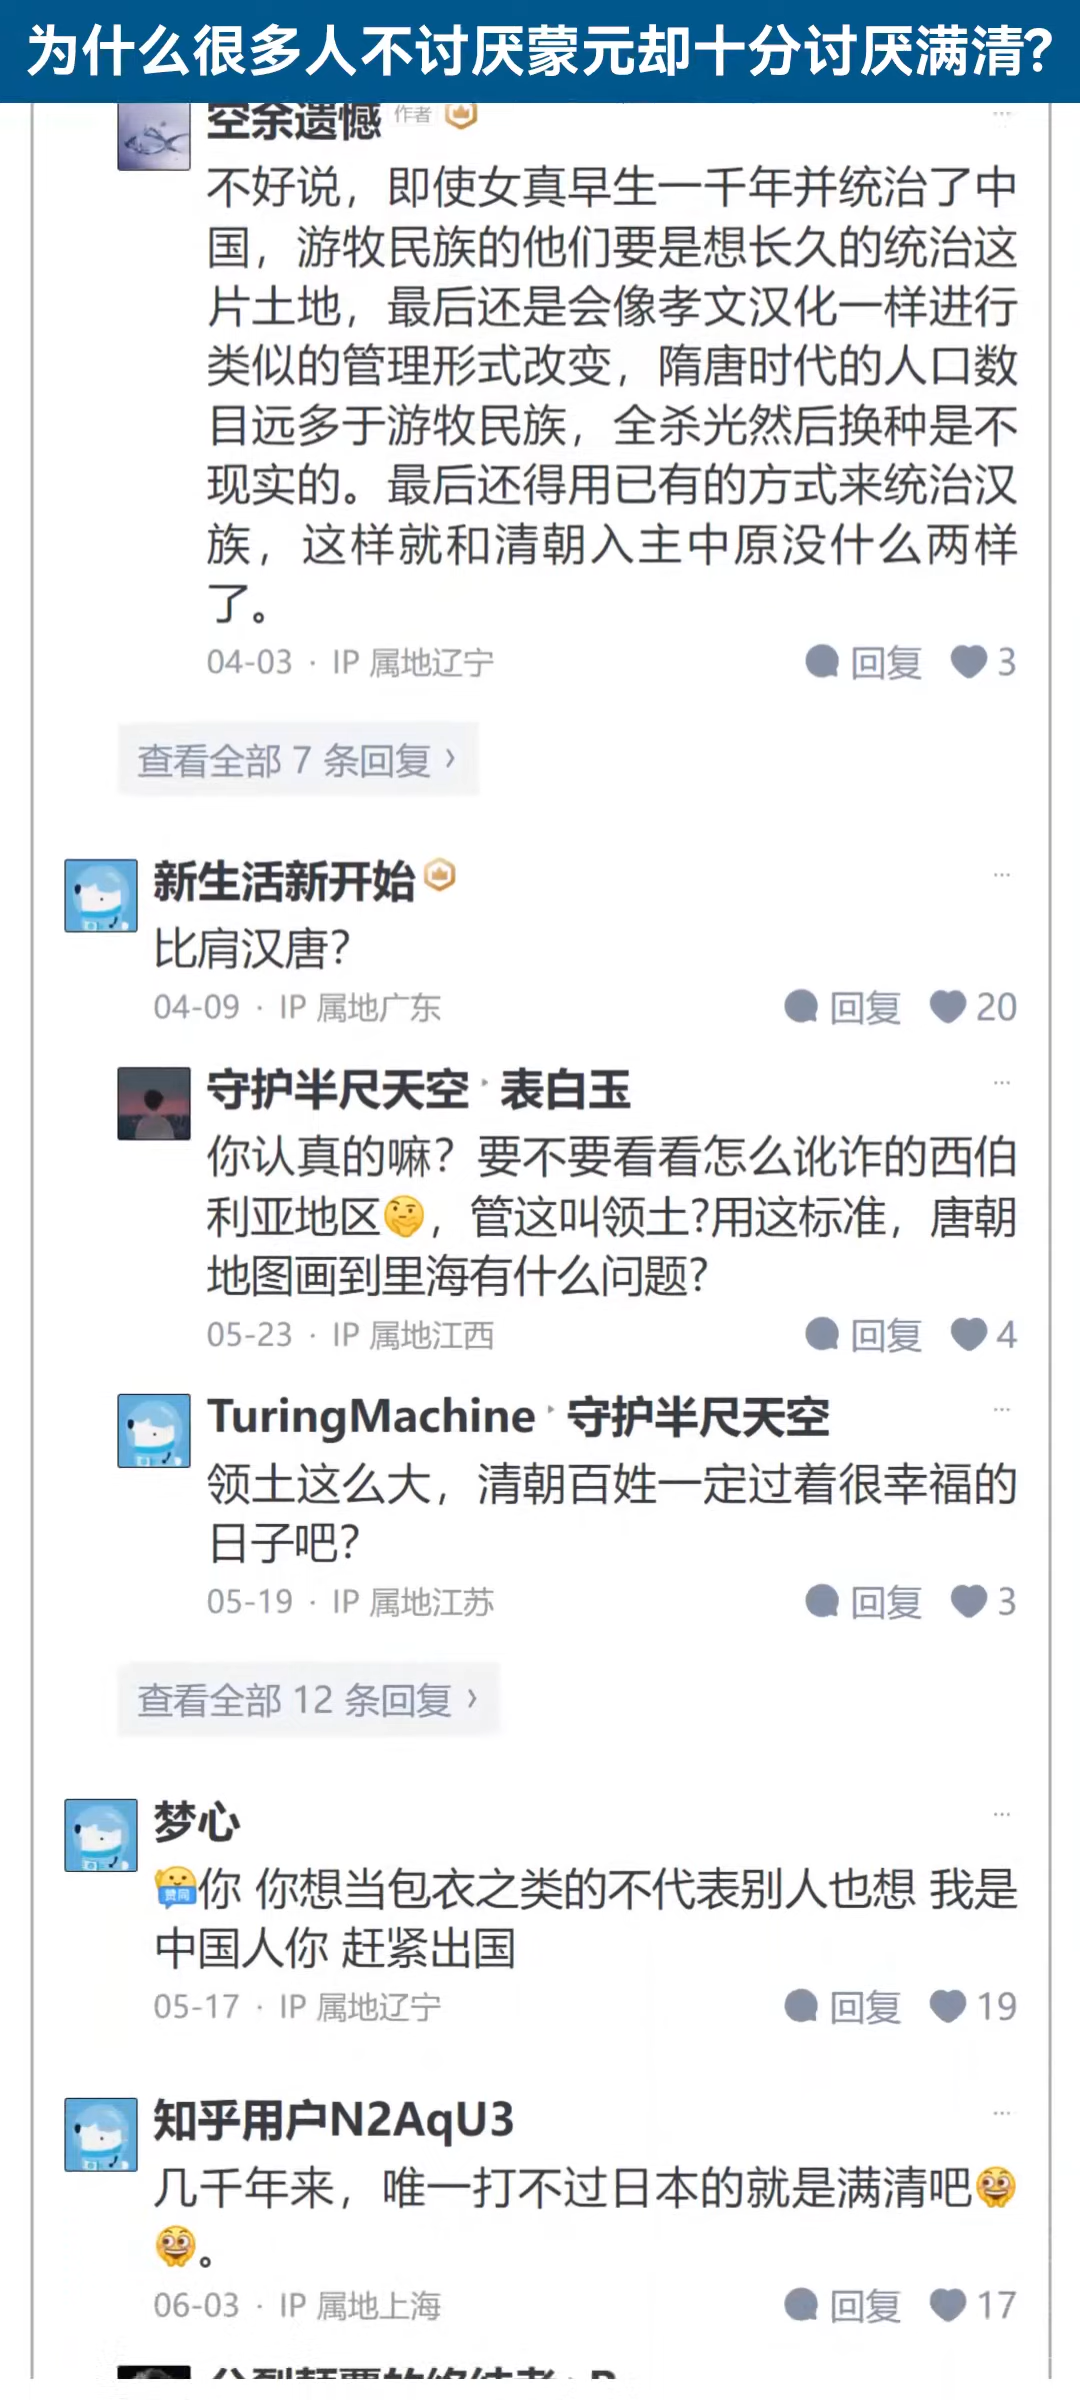 为什么很多人不讨厌蒙元却十分讨厌满清?
空余遗憾 作者
不好说，即使女真早生一千年并统治了中
国，游牧民族的他们要是想长久的统治这
片土地，最后还是会像孝文汉化一样进行
类似的管理形式改变，隋唐时代的人口数
目远多于游牧民族，全杀光然后换种是不
现实的。最后还得用已有的方式来统治汉
族，这样就和清朝入主中原没什么两样
了。
04-03 · IP 属地辽宁 回复 3
查看全部 7 条回复 ›
新生活新开始
比肩汉唐?
04-09 · IP 属地广东 回复 20
守护半尺天空 ‣ 表白玉
你认真的嘛？要不要看看怎么讹诈的西伯
利亚地区🤔，管这叫领土?用这标准，唐朝
地图画到里海有什么问题?
05-23 · IP 属地江西 回复 4
TuringMachine ‣ 守护半尺天空
领土这么大，清朝百姓一定过着很幸福的
日子吧?
05-19 · IP 属地江苏 回复 3
查看全部 12 条回复 ›
梦心
赞同你 你想当包衣之类的不代表别人也想 我是
中国人你 赶紧出国
05-17 · IP 属地辽宁 回复 19
知乎用户N2AqU3
几千年来，唯一打不过日本的就是满清吧
。
06-03 · IP 属地上海 回复 17